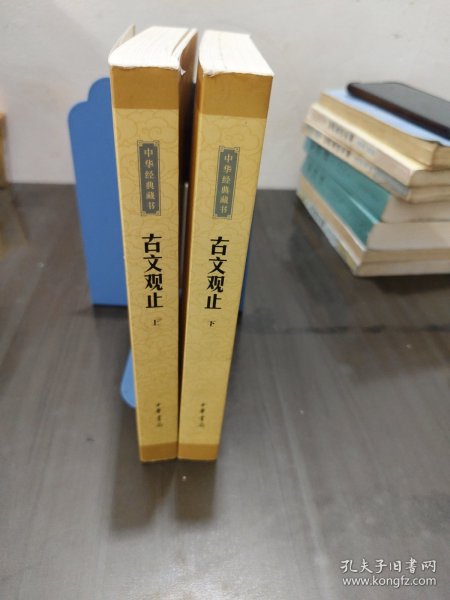 中华经典藏书
古文观止
上
中华书局
中华经典藏书
古文观止
下
中华书局
孔夫子旧书网
www.kongfz.com